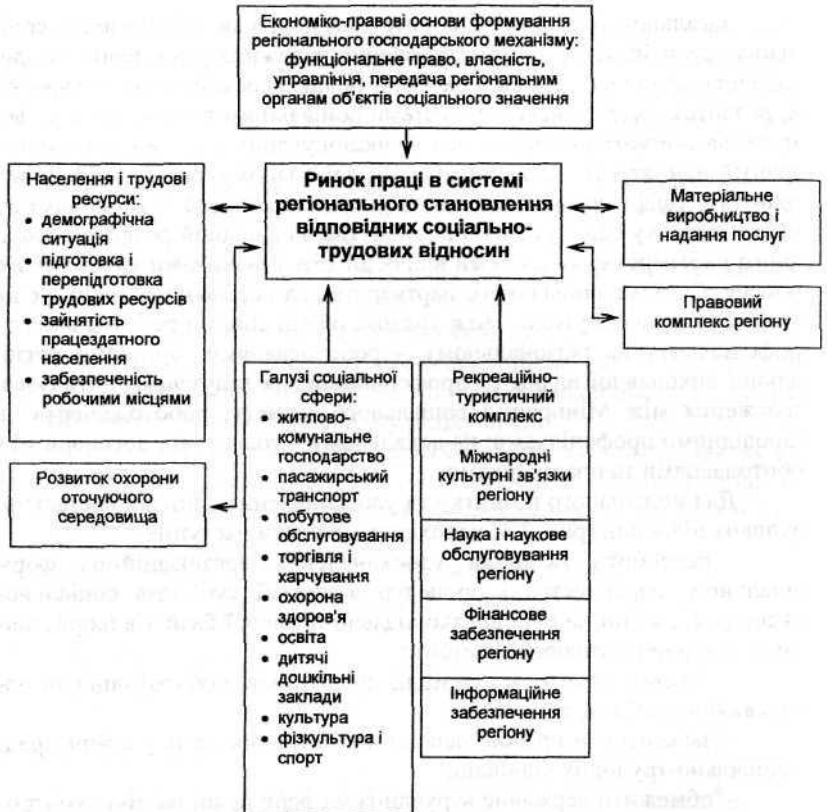 Економіко-правові основи формування
регіонального господарського механізму:
функціональне право, власність,
управління, передача регіональним
органам об'єктів соціального значення
Населення і трудові
ресурси:
• демографічна
ситуація
• підготовка і
перепідготовка
трудових ресурсів
• зайнятість
працездатного
населення
забезпеченість
робочими місцями
Розвиток охорони
оточуючого
середовища
Ринок праці в системі
регіонального становлення
відповідних соціально-
трудових відносин
Матеріальне
виробництво і
надання послуг
Правовий
комплекс регіону
Галузі соціальної
сфери:
• житлово-
комунальне
господарство
• пасажирський
транспорт
• побутове
обслуговування
• торгівля і
харчування
• охорона
здоров'я
• освіта
• дитячі
дошкільні
заклади
• культура
• фізкультура і
спорт
Рекреаційно-
туристичний
комплекс
Міжнародні
культурні зв'язки
регіону
Наука і наукове
обслуговування
регіону
Фінансове
забезпечення
регіону
Інформаційне
забезпечення
регіону